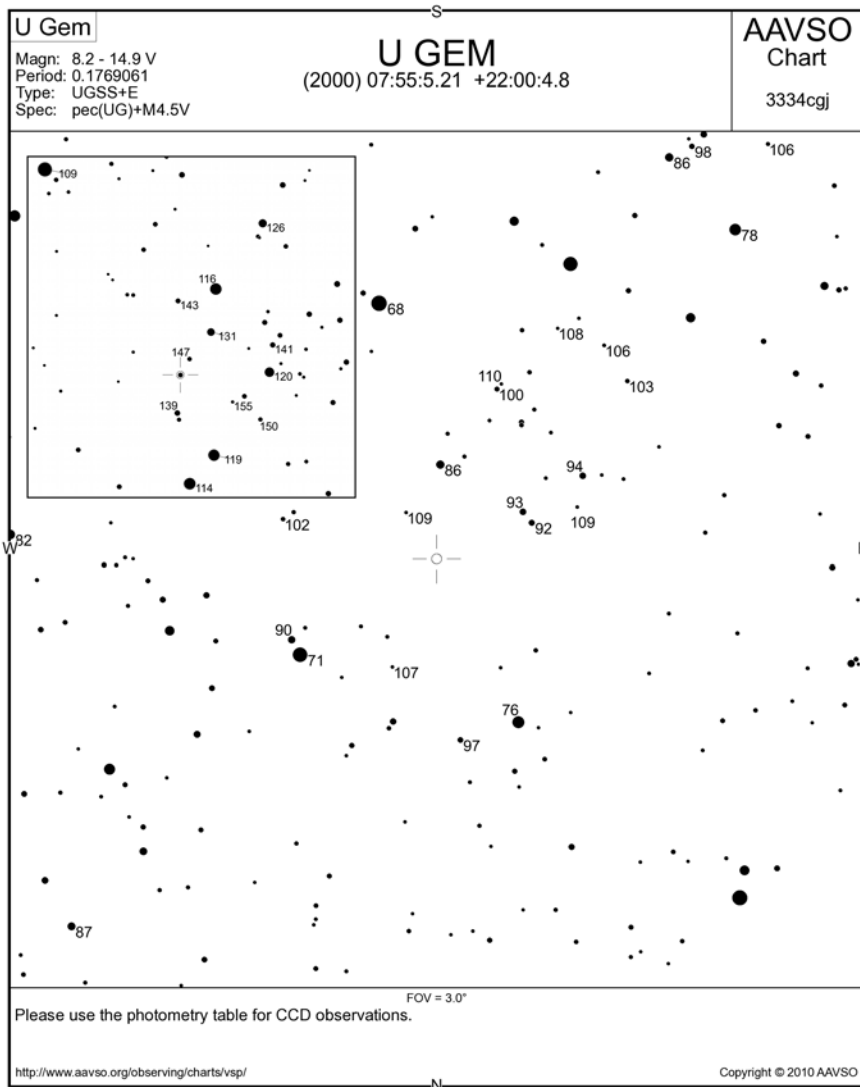 S
U Gem
Magn: 8.2 - 14.9 V
Period: 0.1769061
Type: UGSS+E
Spec: pec(UG)+M4.5V
U GEM
(2000) 07:55:5.21 +22:00:4.8
AAVSO
Chart
3334cgj
98
106
86
109
126
78
116
143
68
131
108
141
106
147
120
110
103
100
155
139
150
86
119
94
114
93
109
109
102
92
82
W
90
71
107
76
97
87
FOV = 3.0°
Please use the photometry table for CCD observations.
http://www.aavso.org/observing/charts/vsp/
Copyright © 2010 AAVSO
N